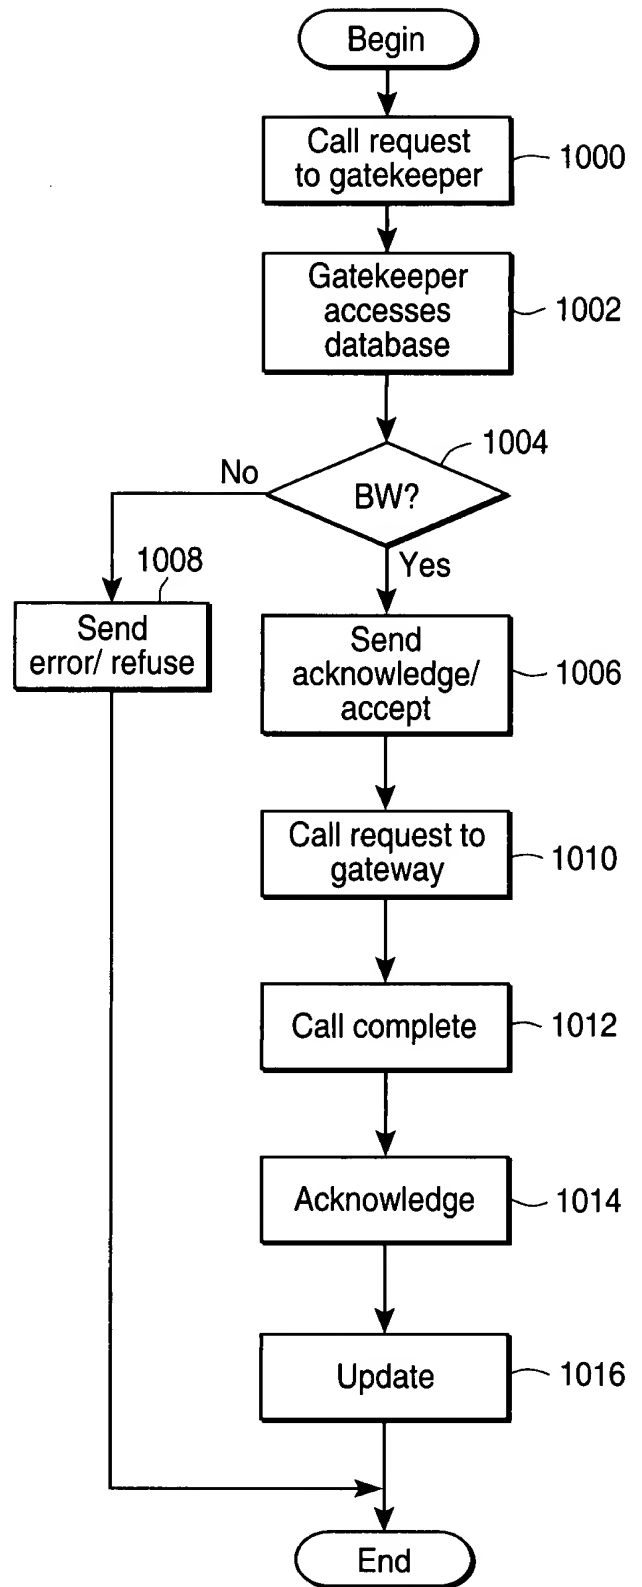 Begin
Call request
to gatekeeper
1000
Gatekeeper
accesses
database
1002
1004
BW?
No
Yes
1008
Send
error/ refuse
Send
acknowledge/
accept
1006
Call request to
gateway
1010
Call complete
1012
Acknowledge
1014
Update
1016
End